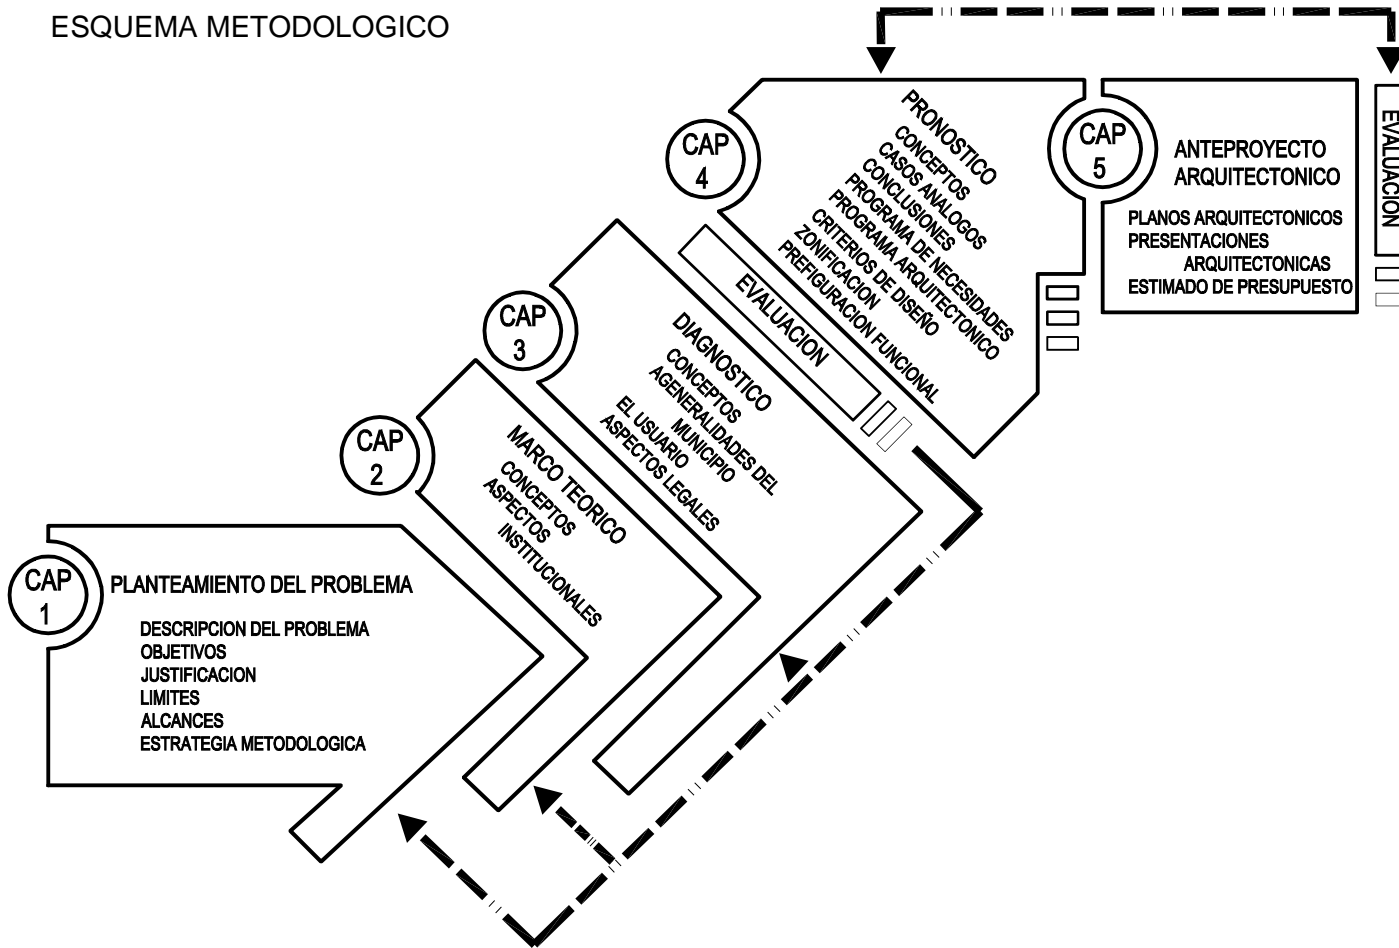 ESQUEMA METODOLOGICO
CAP
1
PLANTEAMIENTO DEL PROBLEMA
DESCRIPCION DEL PROBLEMA
OBJETIVOS
JUSTIFICACION
LIMITES
ALCANCES
ESTRATEGIA METODOLOGICA
CAP
2
MARCO TEORICO
CONCEPTOS
ASPECTOS
INSTITUCIONALES
CAP
3
DIAGNOSTICO
CONCEPTOS
AGENERALIDADES DEL
MUNICIPIO
EL USUARIO
ASPECTOS LEGALES
EVALUACION
CAP
4
PRONOSTICO
CONCEPTOS
CASOS ANALOGOS
CONCLUSIONES
PROGRAMA DE NECESIDADES
PROGRAMA ARQUITECTONICO
CRITERIOS DE DISEÑO
ZONIFICACION
PREFIGURACION FUNCIONAL
CAP
5
ANTEPROYECTO
ARQUITECTONICO
PLANOS ARQUITECTONICOS
PRESENTACIONES
ARQUITECTONICAS
ESTIMADO DE PRESUPUESTO
EVALUACION